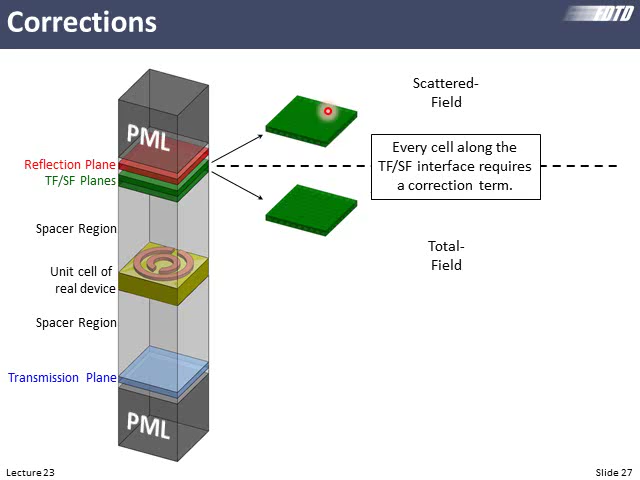 Corrections
FDTD
PML
Scattered-
Field
Reflection Plane
TF/SF Planes
Every cell along the
TF/SF interface requires
a correction term.
Spacer Region
Total-
Field
Unit cell of
real device
Spacer Region
Transmission Plane
PML
Lecture 23
Slide 27